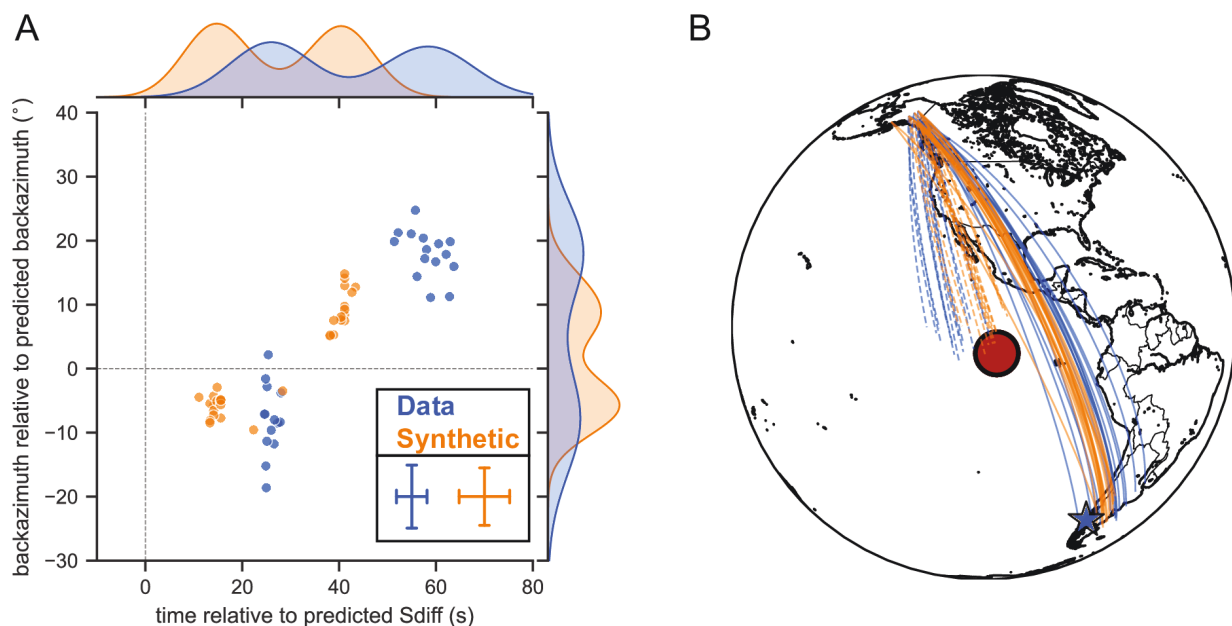 A
B
backazimuth relative to predicted backazimuth (˚)
40
30
20
10
0
−10
−20
−30
Data
Synthetic
0
20
40
60
80
time relative to predicted Sdiff (s)